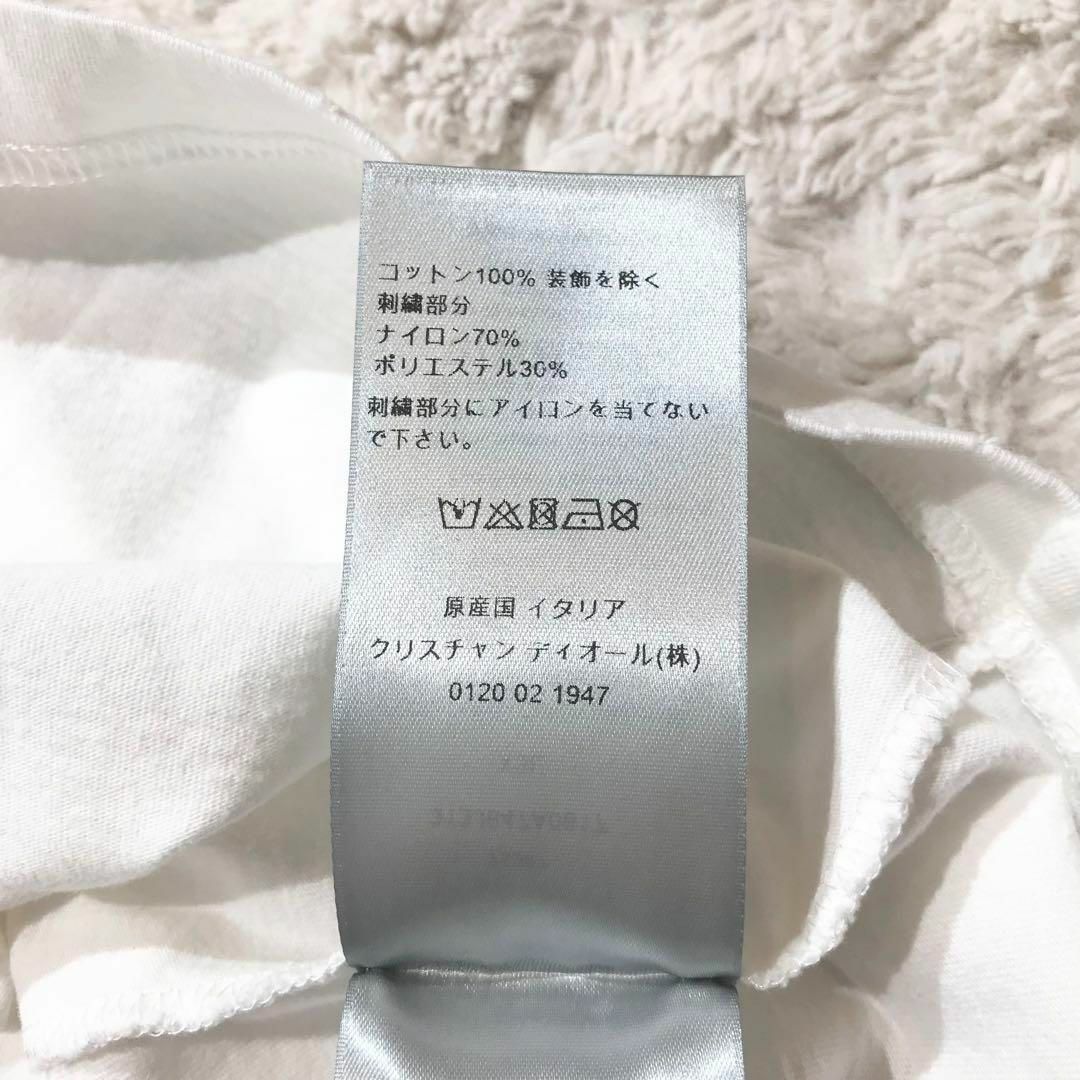 コットン100% 装飾を除く
刺繍部分
ナイロン70%
ポリエステル30%
刺繍部分にアイロンを当てない
で下さい。
原産国 イタリア
クリスチャン ディオール(株)
0120 02 1947